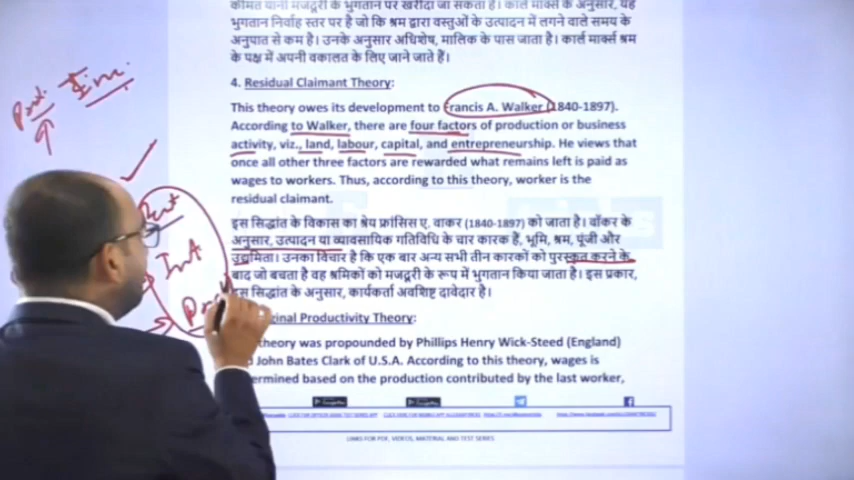 कीमत यानी मजदूरी के भुगतान पर खरीदा जा सकता है। कार्ल मार्क्स के अनुसार, यह
भुगतान निर्वाह स्तर पर है जो कि श्रम द्वारा वस्तुओं के उत्पादन में लगने वाले समय के
अनुपात से कम है। उनके अनुसार अधिशेष, मालिक के पास जाता है। कार्ल मार्क्स श्रम
के पक्ष में अपनी वकालत के लिए जाने जाते हैं।
4. Residual Claimant Theory:
This theory owes its development to Francis A. Walker (1840-1897).
According to Walker, there are four factors of production or business
activity, viz., land, labour, capital, and entrepreneurship. He views that
once all other three factors are rewarded what remains left is paid as
wages to workers. Thus, according to this theory, worker is the
residual claimant.
इस सिद्धांत के विकास का श्रेय फ्रांसिस ए. वाकर (1840-1897) को जाता है। वॉकर के
अनुसार, उत्पादन या व्यावसायिक गतिविधि के चार कारक हैं, भूमि, श्रम, पूंजी और
उद्यमिता। उनका विचार है कि एक बार अन्य सभी तीन कारकों को पुरस्कृत करने के
बाद जो बचता है वह श्रमिकों को मजदूरी के रूप में भुगतान किया जाता है। इस प्रकार,
इस सिद्धांत के अनुसार, कार्यकर्ता अवशिष्ट दावेदार है।
Productivity Theory:
theory was propounded by Phillips Henry Wick-Steed (England)
John Bates Clark of U.S.A. According to this theory, wages is
ermined based on the production contributed by the last worker,
LINKS FOR PDF, VIDEOS, MATERIAL AND TEST SERIES